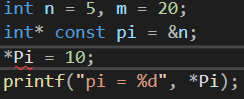 int n = 5, m = 20;
int* const pi = &n;
*Pi = 10;
printf("pi = %d", *Pi);